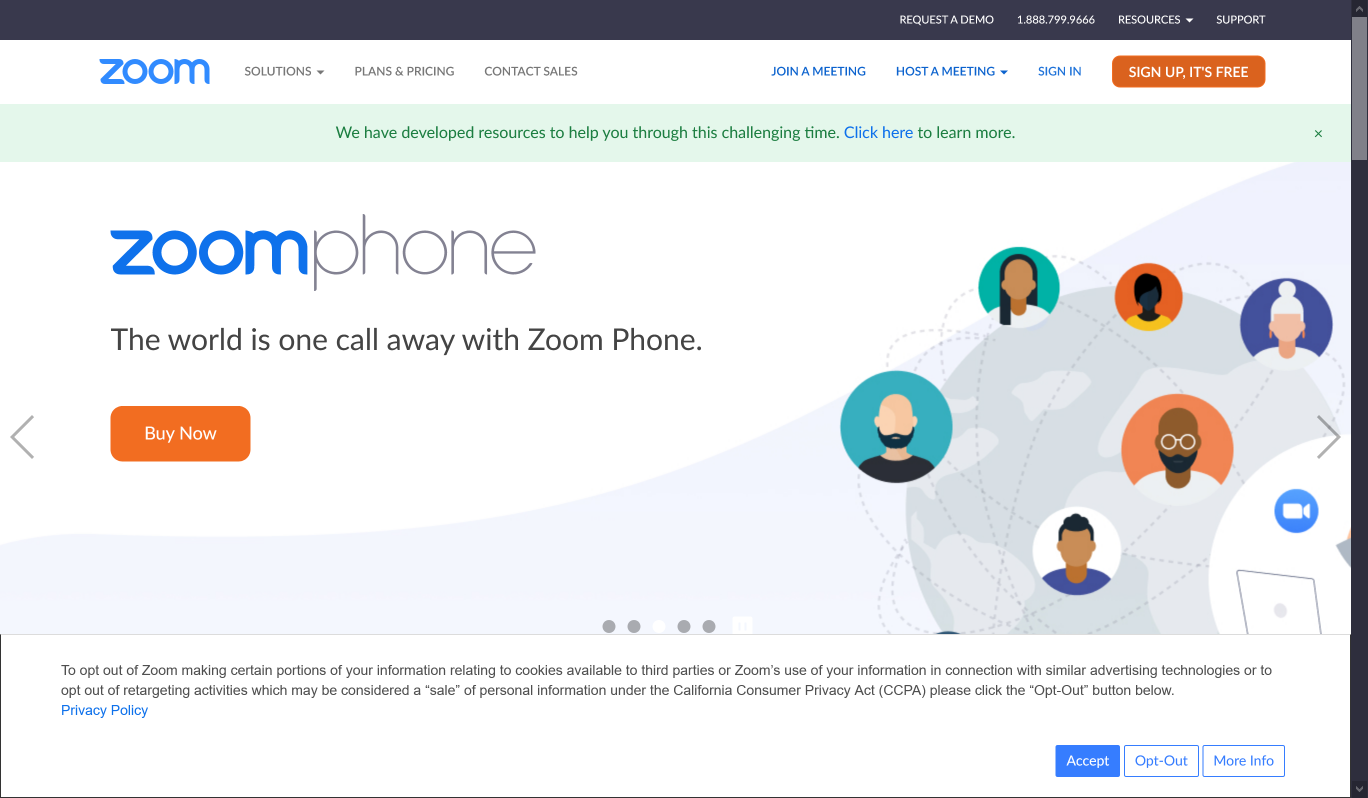 REQUEST A DEMO 1.888.799.9666 RESOURCES SUPPORT
zoom SOLUTIONS PLANS & PRICING CONTACT SALES JOIN A MEETING HOST A MEETING SIGN IN SIGN UP, IT'S FREE
We have developed resources to help you through this challenging time. Click here to learn more. ×
zoomphone
The world is one call away with Zoom Phone.
Buy Now
To opt out of Zoom making certain portions of your information relating to cookies available to third parties or Zoom’s use of your information in connection with similar advertising technologies or to
opt out of retargeting activities which may be considered a “sale” of personal information under the California Consumer Privacy Act (CCPA) please click the “Opt-Out” button below.
Privacy Policy
Accept Opt-Out More Info